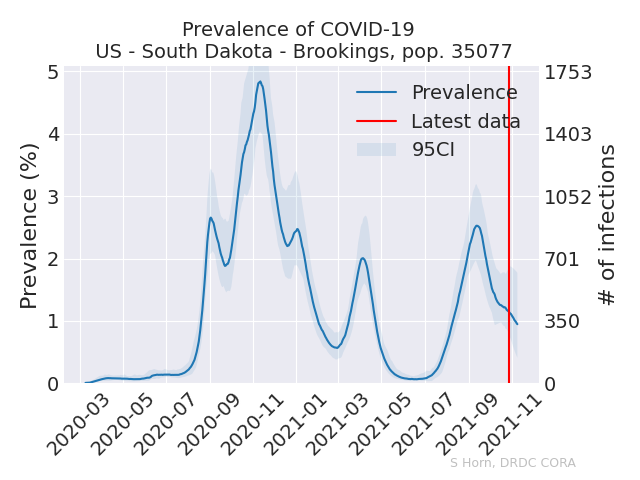 Prevalence of COVID-19
US - South Dakota - Brookings, pop. 35077
Prevalence (%)
5
4
3
2
1
0
1753
1403
1052
701
350
0
# of infections
Prevalence
Latest data
95CI
2020-03
2020-05
2020-07
2020-09
2020-11
2021-01
2021-03
2021-05
2021-07
2021-09
2021-11
S Horn, DRDC CORA